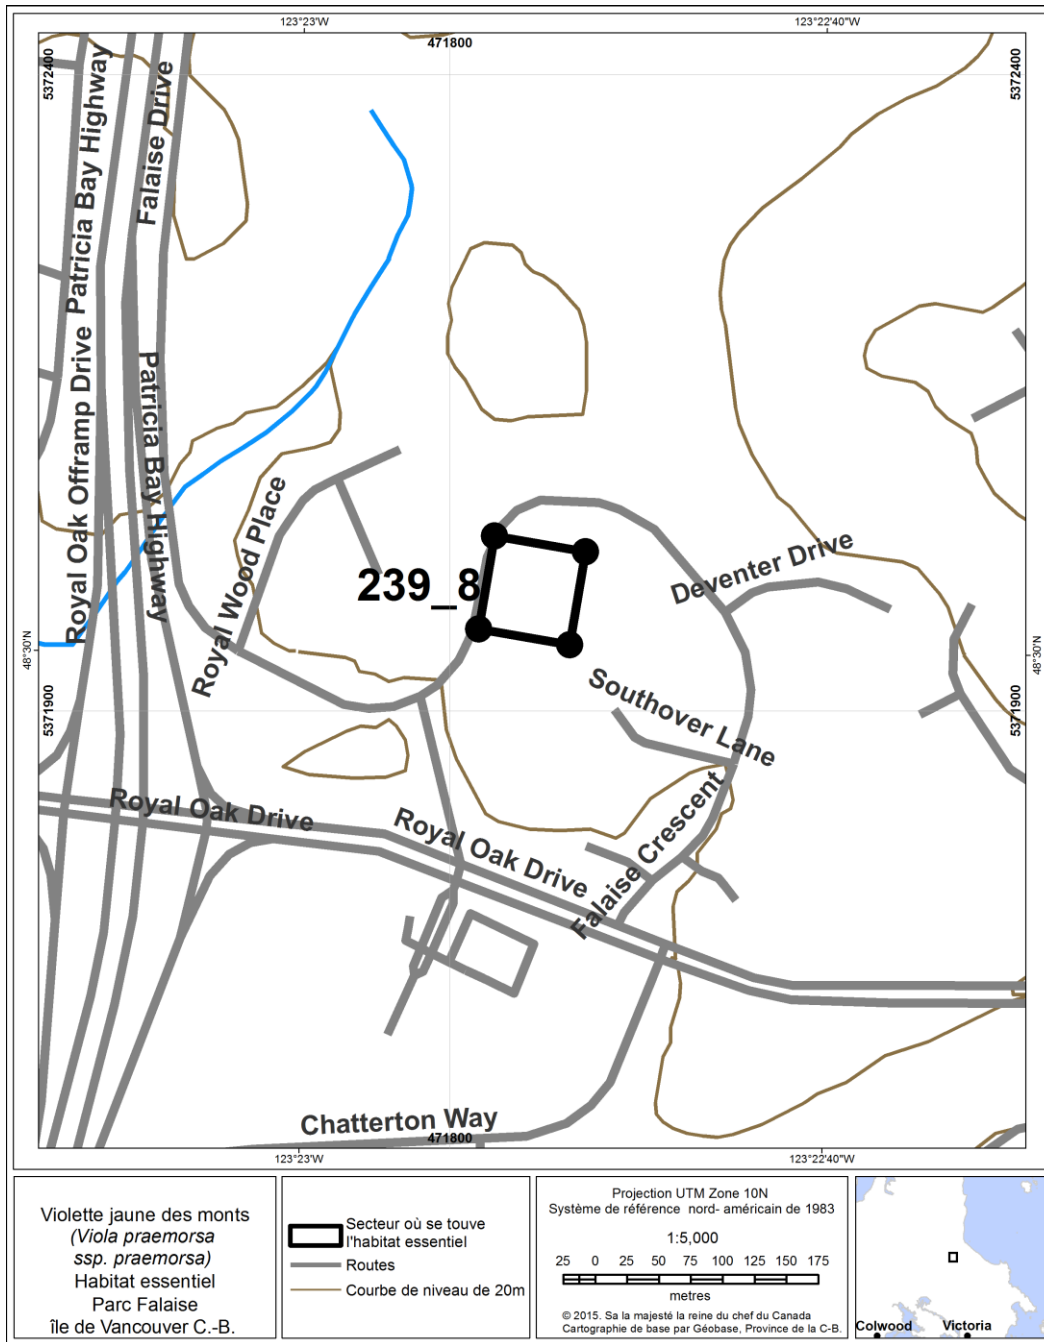 123°23'W
123°22'40"W
471800
5372400
5372400
Patricia Bay Highway
Falaise Drive
Royal Oak Offramp Drive
Patricia Bay Highway
Royal Wood Place
239_8
Deventer Drive
48°30'N
48°30'N
Southover Lane
5371900
5371900
Royal Oak Drive
Royal Oak Drive
Falaise Crescent
Chatterton Way
471800
123°23'W
123°22'40"W
Violette jaune des monts
(Viola praemorsa
ssp. praemorsa)
Habitat essentiel
Parc Falaise
île de Vancouver C.-B.
Secteur où se touve
l'habitat essentiel
Routes
Courbe de niveau de 20m
Projection UTM Zone 10N
Système de référence nord- américain de 1983
1:5,000
25 0 25 50 75 100 125 150 175
metres
© 2015. Sa la majesté la reine du chef du Canada
Cartographie de base par Géobase, Province de la C-B.
Colwood
Victoria